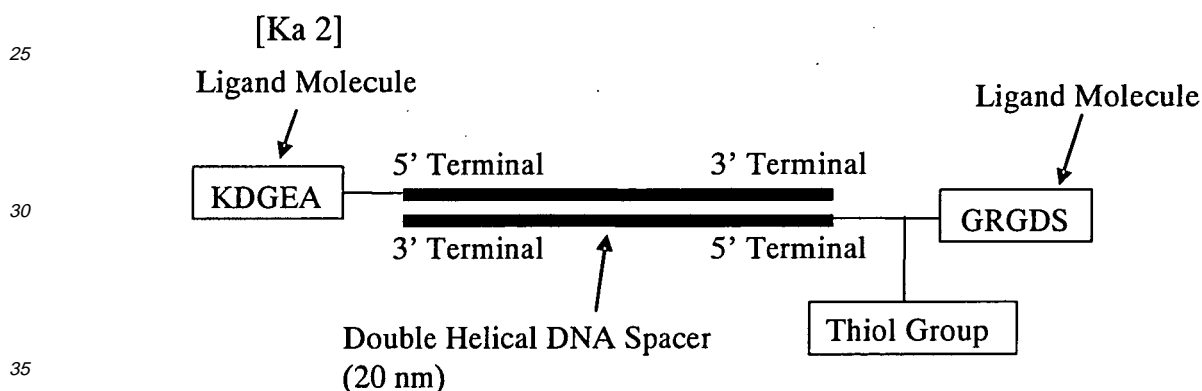 25
[Ka 2]
Ligand Molecule
Ligand Molecule
5' Terminal
3' Terminal
KDGEA
30
GRGDS
3' Terminal
5' Terminal
Thiol Group
Double Helical DNA Spacer
(20 nm)
35